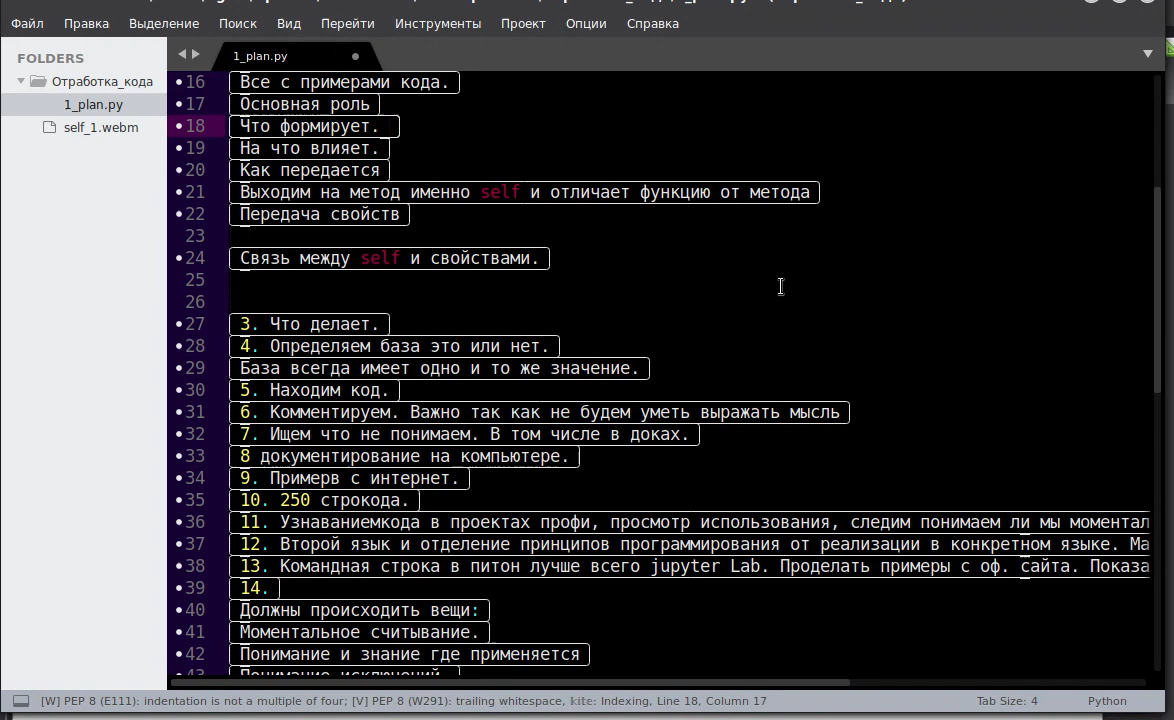 Файл Правка Выделение Поиск Вид Перейти Инструменты Проект Опции Справка
FOLDERS
Отработка_кода
1_plan.py
self_1.webm
1_plan.py
16 Все с примерами кода.
17 Основная роль
18 Что формирует.
19 На что влияет.
20 Как передается
21 Выходим на метод именно self и отличает функцию от метода
22 Передача свойств
23
24 Связь между self и свойствами.
25
26
27 3. Что делает.
28 4. Определяем база это или нет.
29 База всегда имеет одно и то же значение.
30 5. Находим код.
31 6. Комментируем. Важно так как не будем уметь выражать мысль
32 7. Ищем что не понимаем. В том числе в доках.
33 8 документирование на компьютере.
34 9. Примерв с интернет.
35 10. 250 строкода.
36 11. Узнаваниемкода в проектах профи, просмотр использования, следим понимаем ли мы моментал
37 12. Второй язык и отделение принципов программирования от реализации в конкретном языке. Ма
38 13. Командная строка в питон лучше всего jupyter Lab. Проделать примеры с оф. сайта. Показа
39 14.
40 Должны происходить вещи:
41 Моментальное считывание.
42 Понимание и знание где применяется
[W] PEP 8 (E111): indentation is not a multiple of four; [V] PEP 8 (W291): trailing whitespace, kite: Indexing, Line 18, Column 17 Tab Size: 4 Python